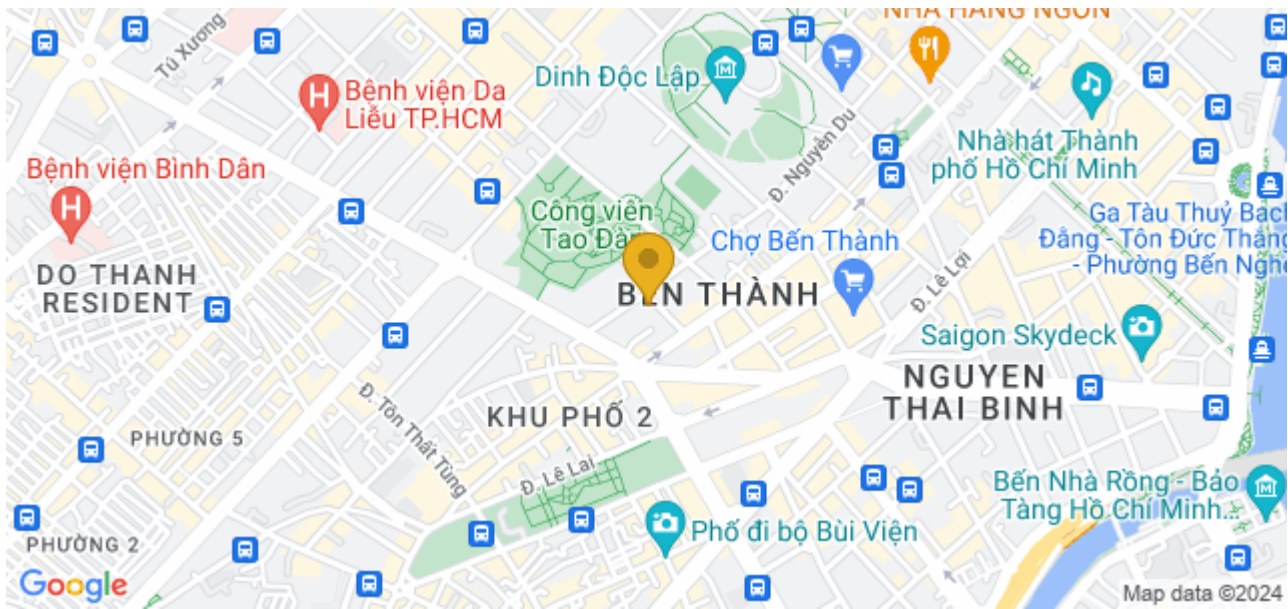 NHÀ HÀNG NGON
Tú Xương
Dinh Độc Lập
Bệnh viện Da
Liễu TP.HCM
Đ. Nguyễn Du
Nhà hát Thành
phố Hồ Chí Minh
Bệnh viện Bình Dân
Công viên
Tao Đàn
Chợ Bến Thành
Ga Tàu Thuỷ Bạch
Đằng - Tôn Đức Thắng
- Phường Bến Nghé
DO THANH
RESIDENT
BẾN THÀNH
Đ. Lê Lợi
Saigon Skydeck
NGUYEN
THAI BINH
Đ. Tôn Thất Tùng
KHU PHỐ 2
PHƯỜNG 5
Đ. Lê Lai
Bến Nhà Rồng - Bảo
Tàng Hồ Chí Minh...
Phố đi bộ Bùi Viện
PHƯỜNG 2
Google
Map data ©2024